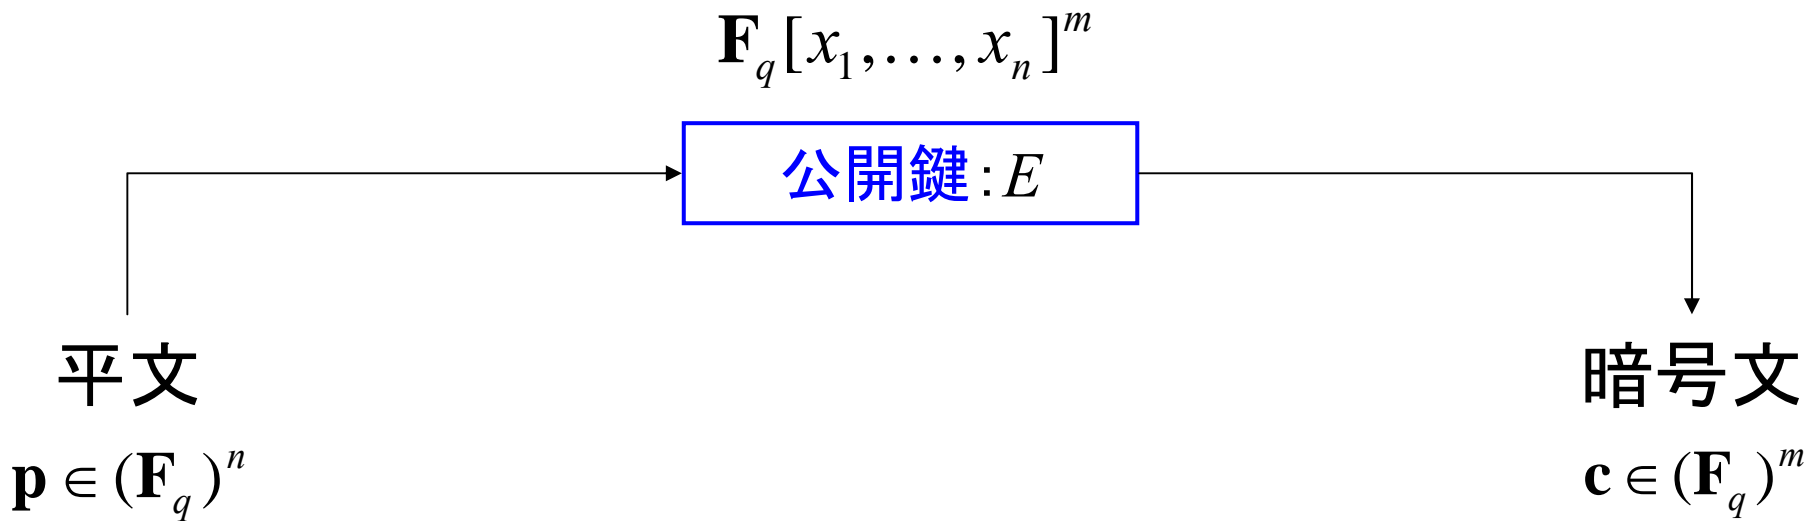 F_q[x_1,...,x_n]^m
公開鍵:E
平文
暗号文
p ∈ (F_q)^n
c ∈ (F_q)^m